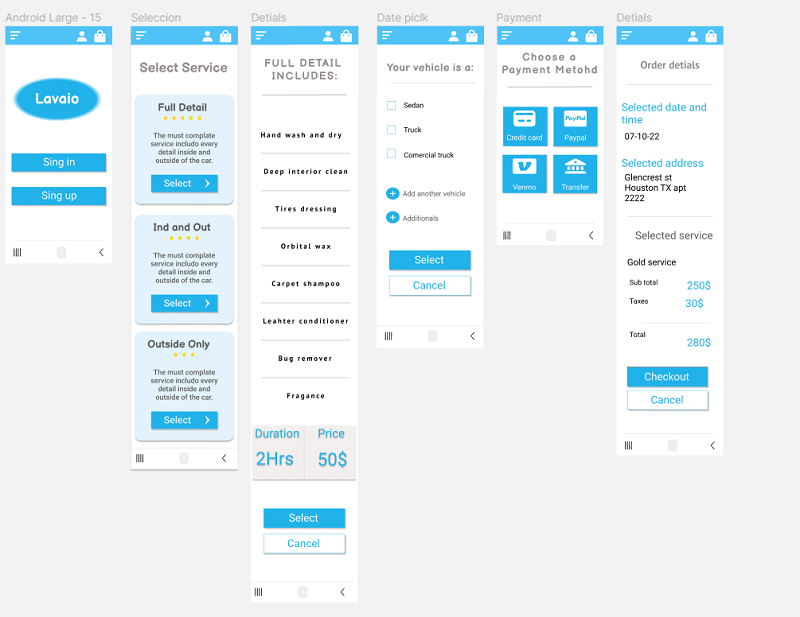 Android Large - 15
Lavaio
Sing in
Sing up
Seleccion
Select Service
Full Detail
The must complate
service includo every
detail inside and
outside of the car.
Select
Ind and Out
The must complate
service includo every
detail inside and
outside of the car.
Select
Outside Only
The must complate
service includo every
detail inside and
outside of the car.
Select
Detials
FULL DETAIL
INCLUDES:
Hand wash and dry
Deep interior clean
Tires dressing
Orbital wax
Carpet shampoo
Leahter conditioner
Bug remover
Fragance
Duration Price
2Hrs 50$
Select
Cancel
Date piclk
Your vehicle is a:
Sedan
Truck
Comercial truck
Add another vehicle
Additionals
Select
Cancel
Payment
Choose a
Payment Metohd
Credit card
PayPal
Paypal
Venmo
Transfer
Detials
Order detials
Selected date and
time
07-10-22
Selected address
Glencrest st
Houston TX apt
2222
Selected service
Gold service
Sub total 250$
Taxes 30$
Total 280$
Checkout
Cancel